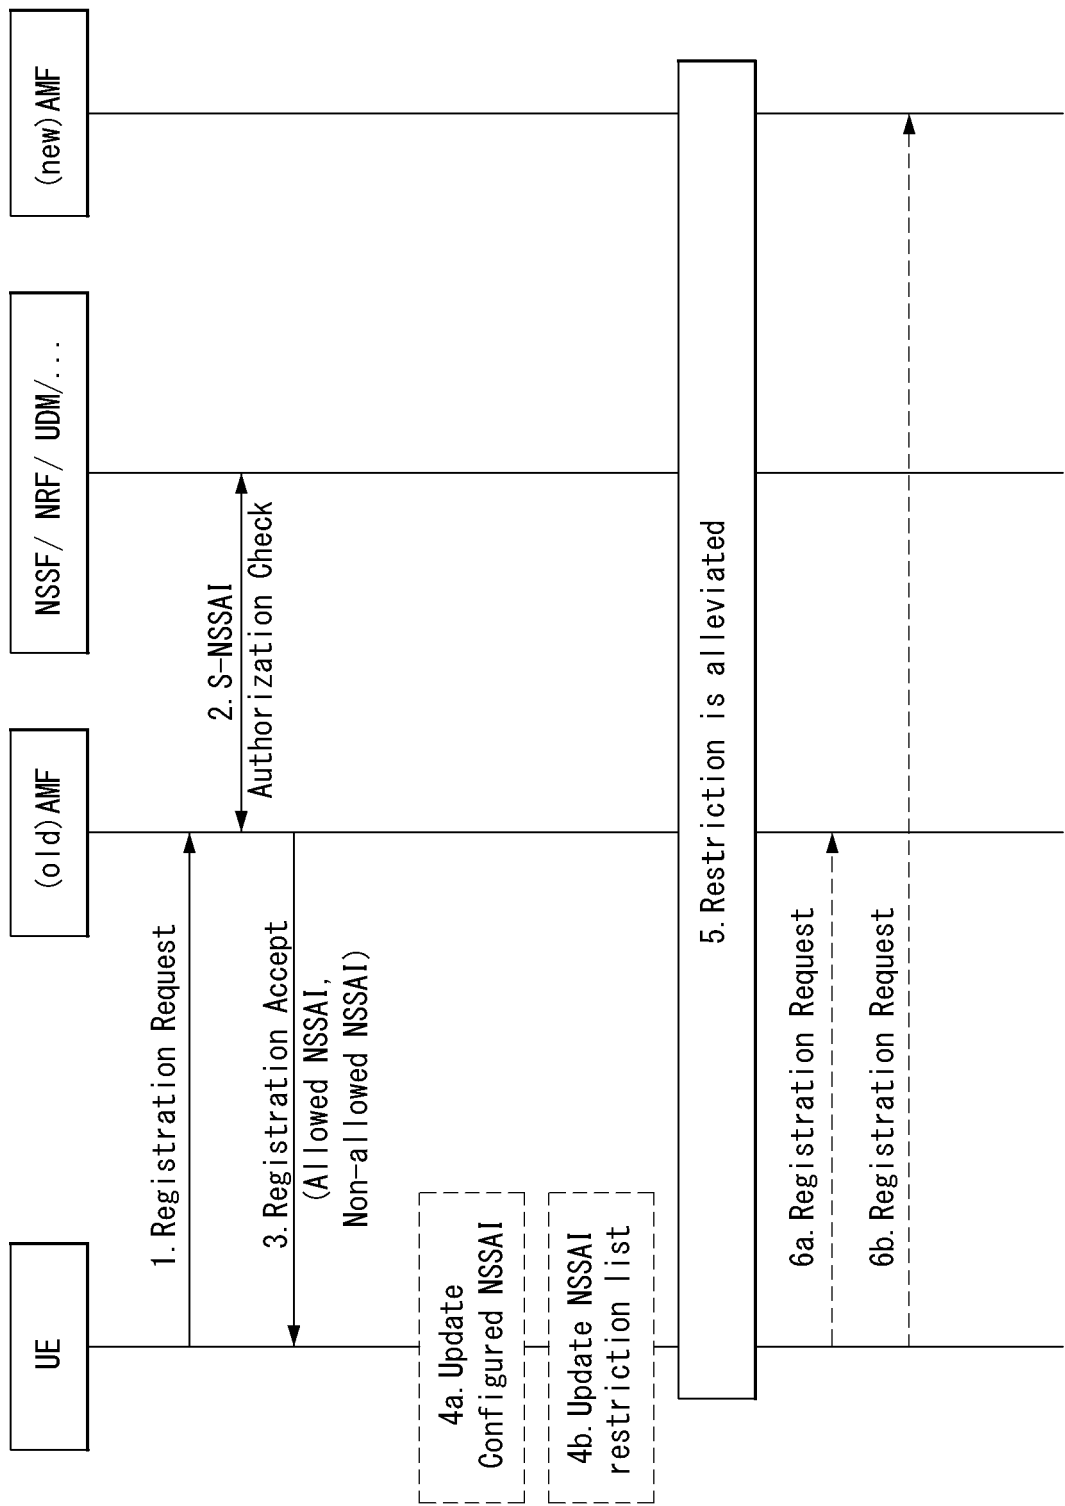 UE
(old)AMF
NSSF/ NRF/ UDM/...
(new)AMF
1.Registration Request
2.S-NSSAI
Authorization Check
3.Registration Accept
(Allowed NSSAI,
Non-allowed NSSAI)
4a.Update
Configured NSSAI
4b.Update NSSAI
restriction list
5.Restriction is alleviated
6a.Registration Request
6b.Registration Request